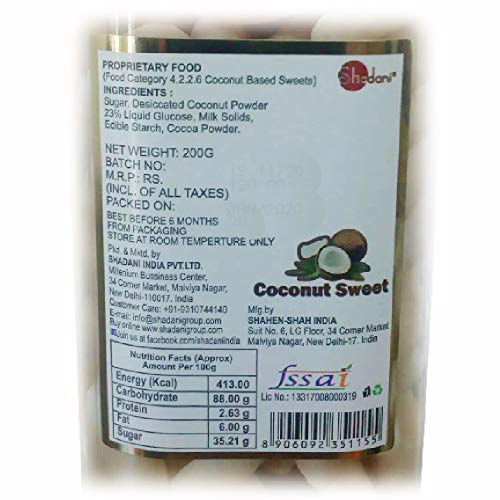 PROPRIETARY FOOD
(Food Category 4.2.2.6 Coconut Based Sweets)
Shadani®
INGREDIENTS :
Sugar, Desiccated Coconut Powder
23% Liquid Glucose, Milk Solids,
Edible Starch, Cocoa Powder.
NET WEIGHT: 200G
BATCH NO:
M.R.P.: RS.
(INCL. OF ALL TAXES)
PACKED ON:
BEST BEFORE 6 MONTHS
FROM PACKAGING
STORE AT ROOM TEMPERTURE ONLY
Pkd. & Mktd. by
SHADANI INDIA PVT.LTD.
Milenium Bussiness Center,
34 Corner Market, Malviya Nagar,
New Delhi-110017. India
Customer Care: +91-9310744140
E-mail: info@shadanigroup.com
Buy online www.shadanigroup.com
Join us at facebook.com/shadaniindia
Coconut Sweet
Mfg.by
SHAHEN-SHAH INDIA
Suit No. 6, LG Floor, 34 Corner Market
Malviya Nagar, New Delhi-17. India
Nutrition Facts (Approx)
Amount Per 100g
Energy (Kcal) 413.00
Carbohydrate 88.00 g
Protein 2.63 g
Fat 6.00 g
Sugar 35.21 g
fssai
Lic No.: 13317008000319
8 906092 351155